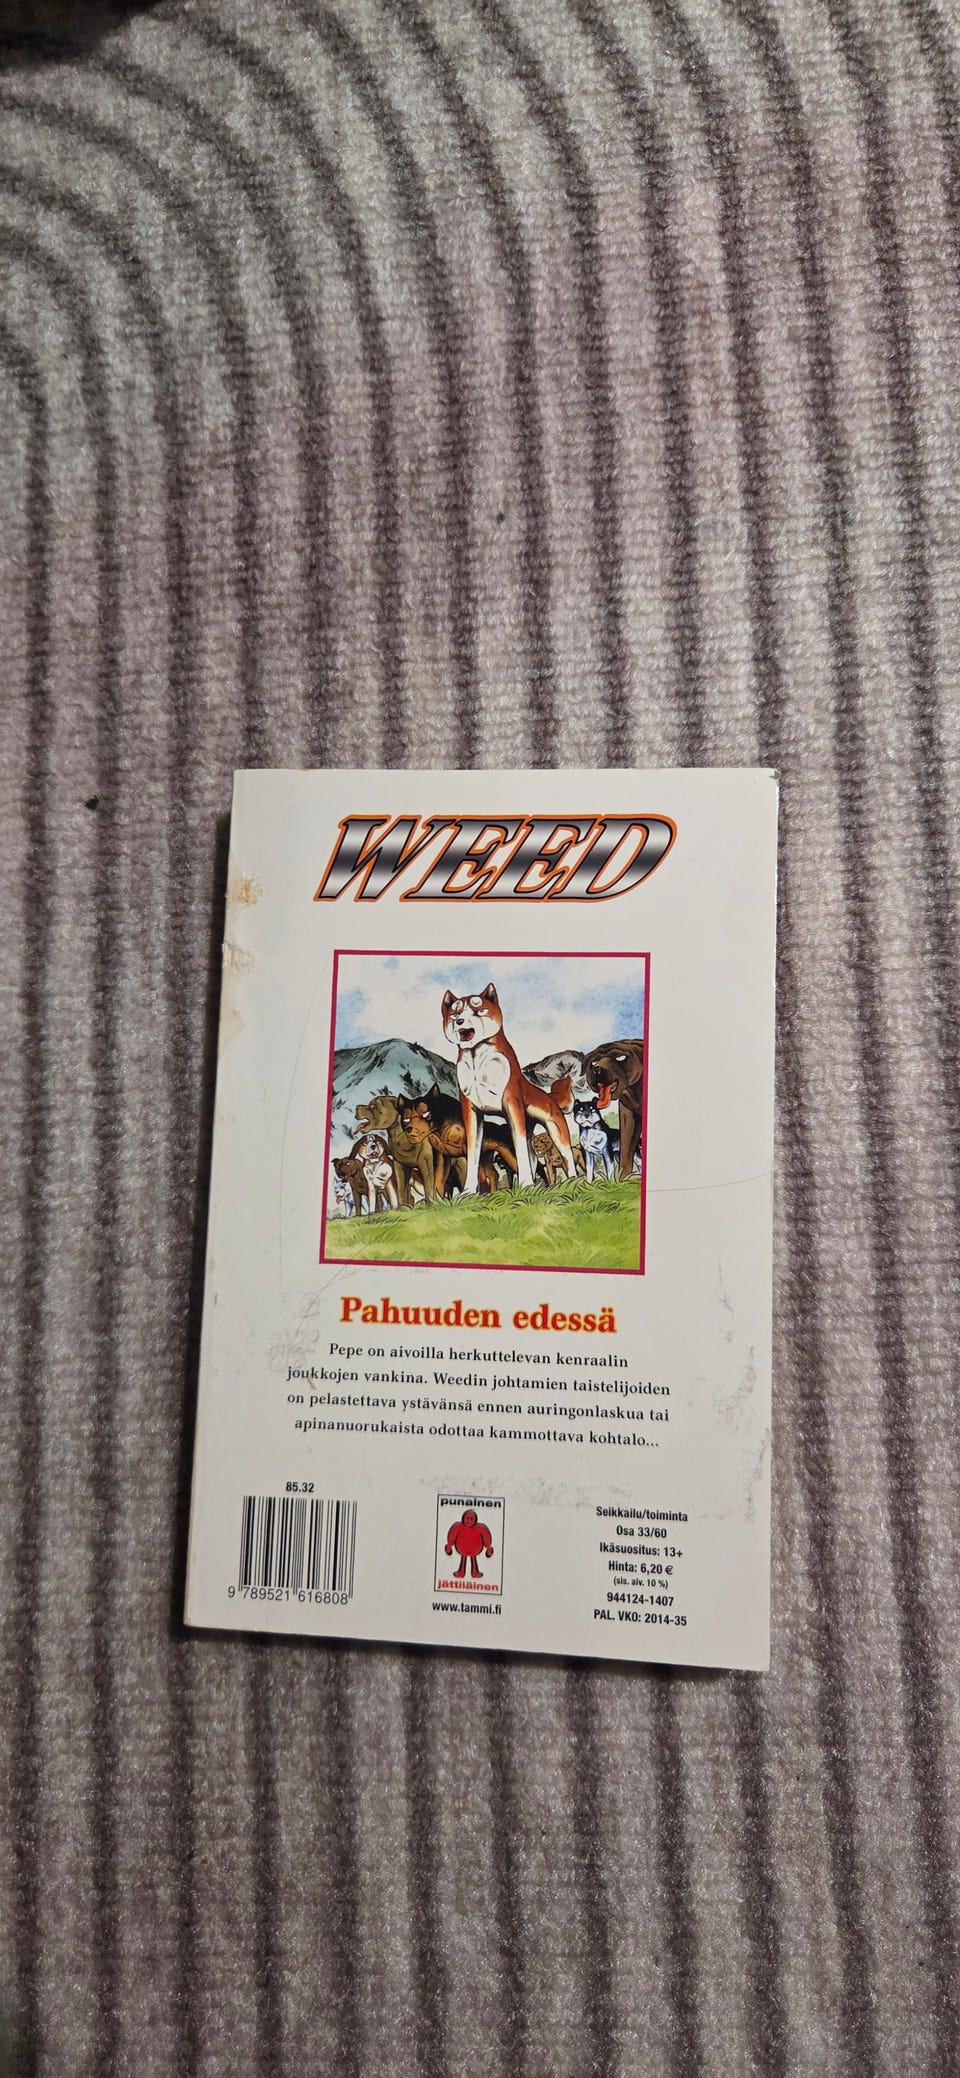 WEED
Pahuuden edessä
Pepe on aivoilla herkuttelevan kenraalin
joukkojen vankina. Weedin johtamien taistelijoiden
on pelastettava ystävänsä ennen auringonlaskua tai
apinanuorukaista odottaa kammottava kohtalo...
85.32
9 789521 616808
punainen
jättiläinen
www.tammi.fi
Seikkailu/toiminta
Osa 33/60
Ikäsuositus: 13+
Hinta: 6,20 €
(sis. alv. 10 %)
944124-1407
PAL. VKO: 2014-35